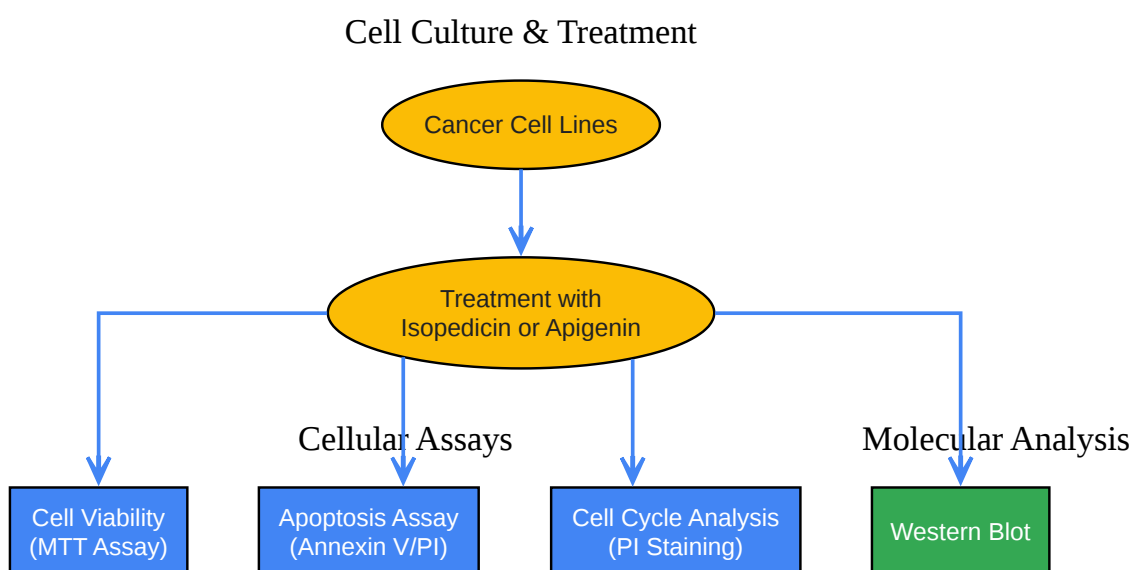 Cell Culture & Treatment
Cancer Cell Lines
Treatment with
Isopedicin or Apigenin
Cellular Assays
Molecular Analysis
Cell Viability
(MTT Assay)
Apoptosis Assay
(Annexin V/PI)
Cell Cycle Analysis
(PI Staining)
Western Blot